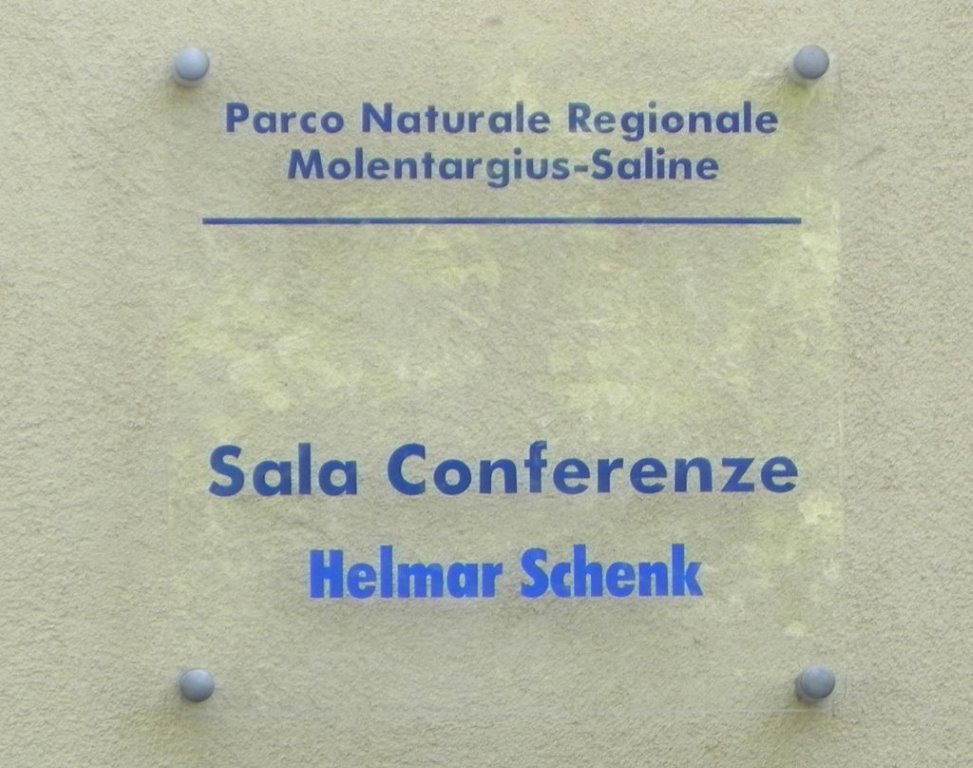 Parco Naturale Regionale
Molentargius-Saline
Sala Conferenze
Helmar Schenk